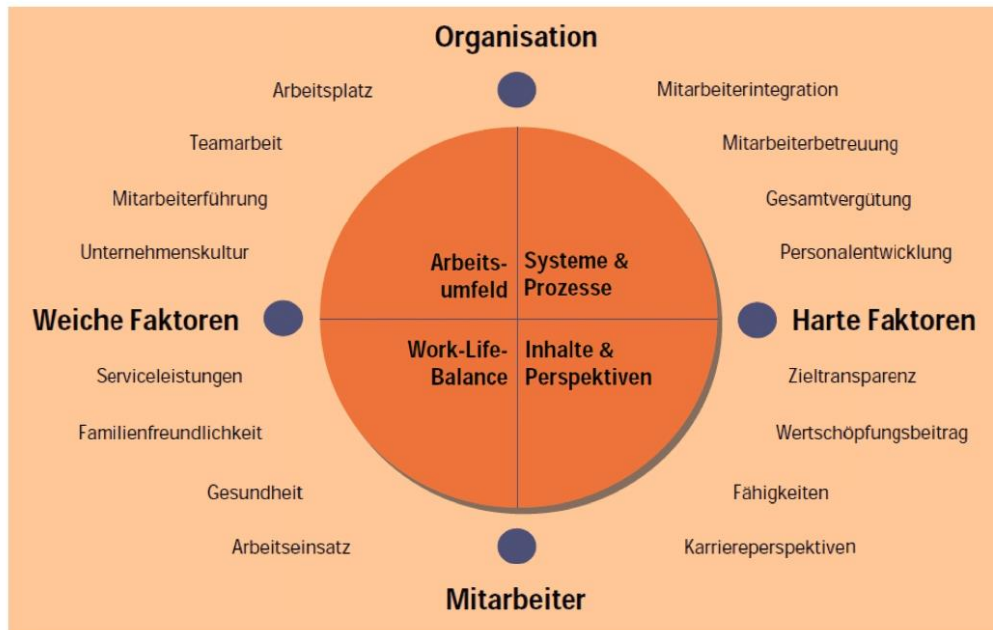 Organisation
Arbeitsplatz
Mitarbeiterintegration
Teamarbeit
Mitarbeiterbetreuung
Mitarbeiterführung
Gesamtvergütung
Unternehmenskultur
Personalentwicklung
Arbeits-
umfeld
Systeme &
Prozesse
Weiche Faktoren
Harte Faktoren
Work-Life-
Balance
Inhalte &
Perspektiven
Serviceleistungen
Zieltransparenz
Familienfreundlichkeit
Wertschöpfungsbeitrag
Gesundheit
Fähigkeiten
Arbeitseinsatz
Karriereperspektiven
Mitarbeiter